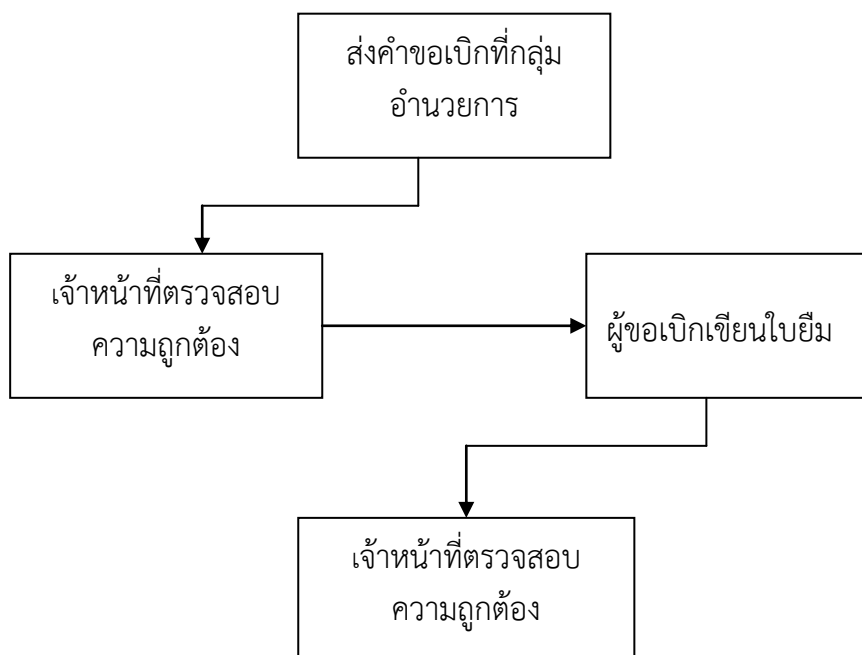 ส่งคำขอเบิกที่กลุ่ม
อำนวยการ
เจ้าหน้าที่ตรวจสอบ
ความถูกต้อง
ผู้ขอเบิกเขียนใบยืม
เจ้าหน้าที่ตรวจสอบ
ความถูกต้อง